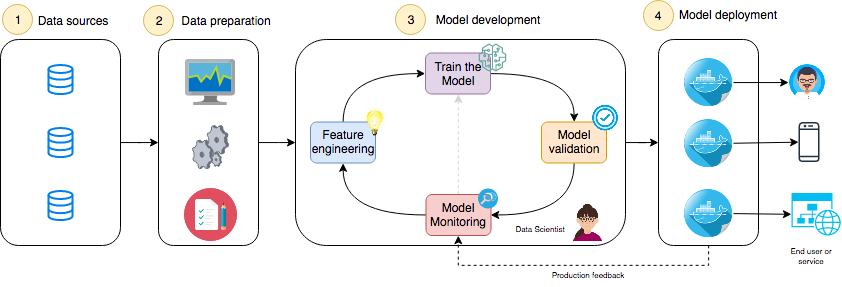 1 Data sources
2 Data preparation
3 Model development
4 Model deployment
Train the
Model
Feature
engineering
Model
validation
Model
Monitoring
Data Scientist
End user or
service
Production feedback